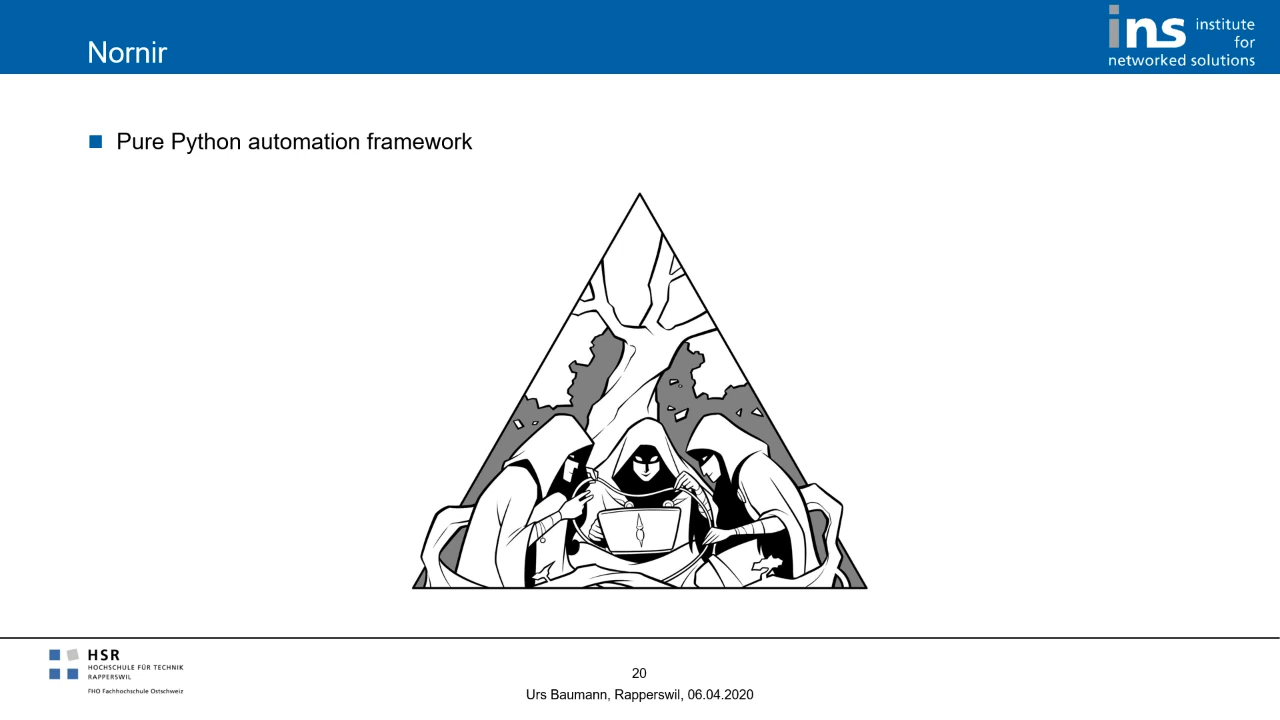 Nornir
ins institute
for
networked solutions
Pure Python automation framework
HSR
HOCHSCHULE FÜR TECHNIK
RAPPERSWIL
FHO Fachhochschule Ostschweiz
20
Urs Baumann, Rapperswil, 06.04.2020